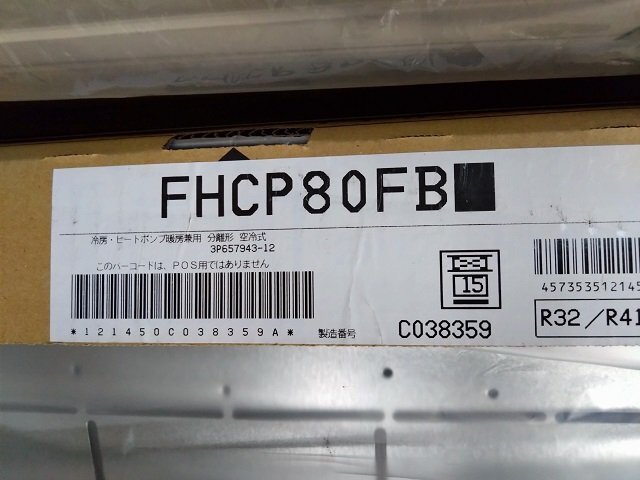 FHCP80FB■
冷房・ヒートポンプ暖房兼用 分離形 空冷式
3P657943-12
このバーコードは、POS用ではありません
*121450C038359A*
製造番号 C038359
15
457353512145
R32/R41